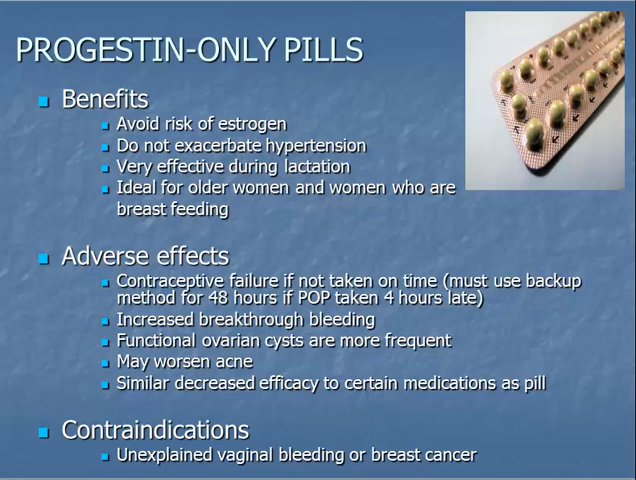 PROGESTIN-ONLY PILLS
Benefits
Avoid risk of estrogen
Do not exacerbate hypertension
Very effective during lactation
Ideal for older women and women who are
breast feeding
Adverse effects
Contraceptive failure if not taken on time (must use backup
method for 48 hours if POP taken 4 hours late)
Increased breakthrough bleeding
Functional ovarian cysts are more frequent
May worsen acne
Similar decreased efficacy to certain medications as pill
Contraindications
Unexplained vaginal bleeding or breast cancer